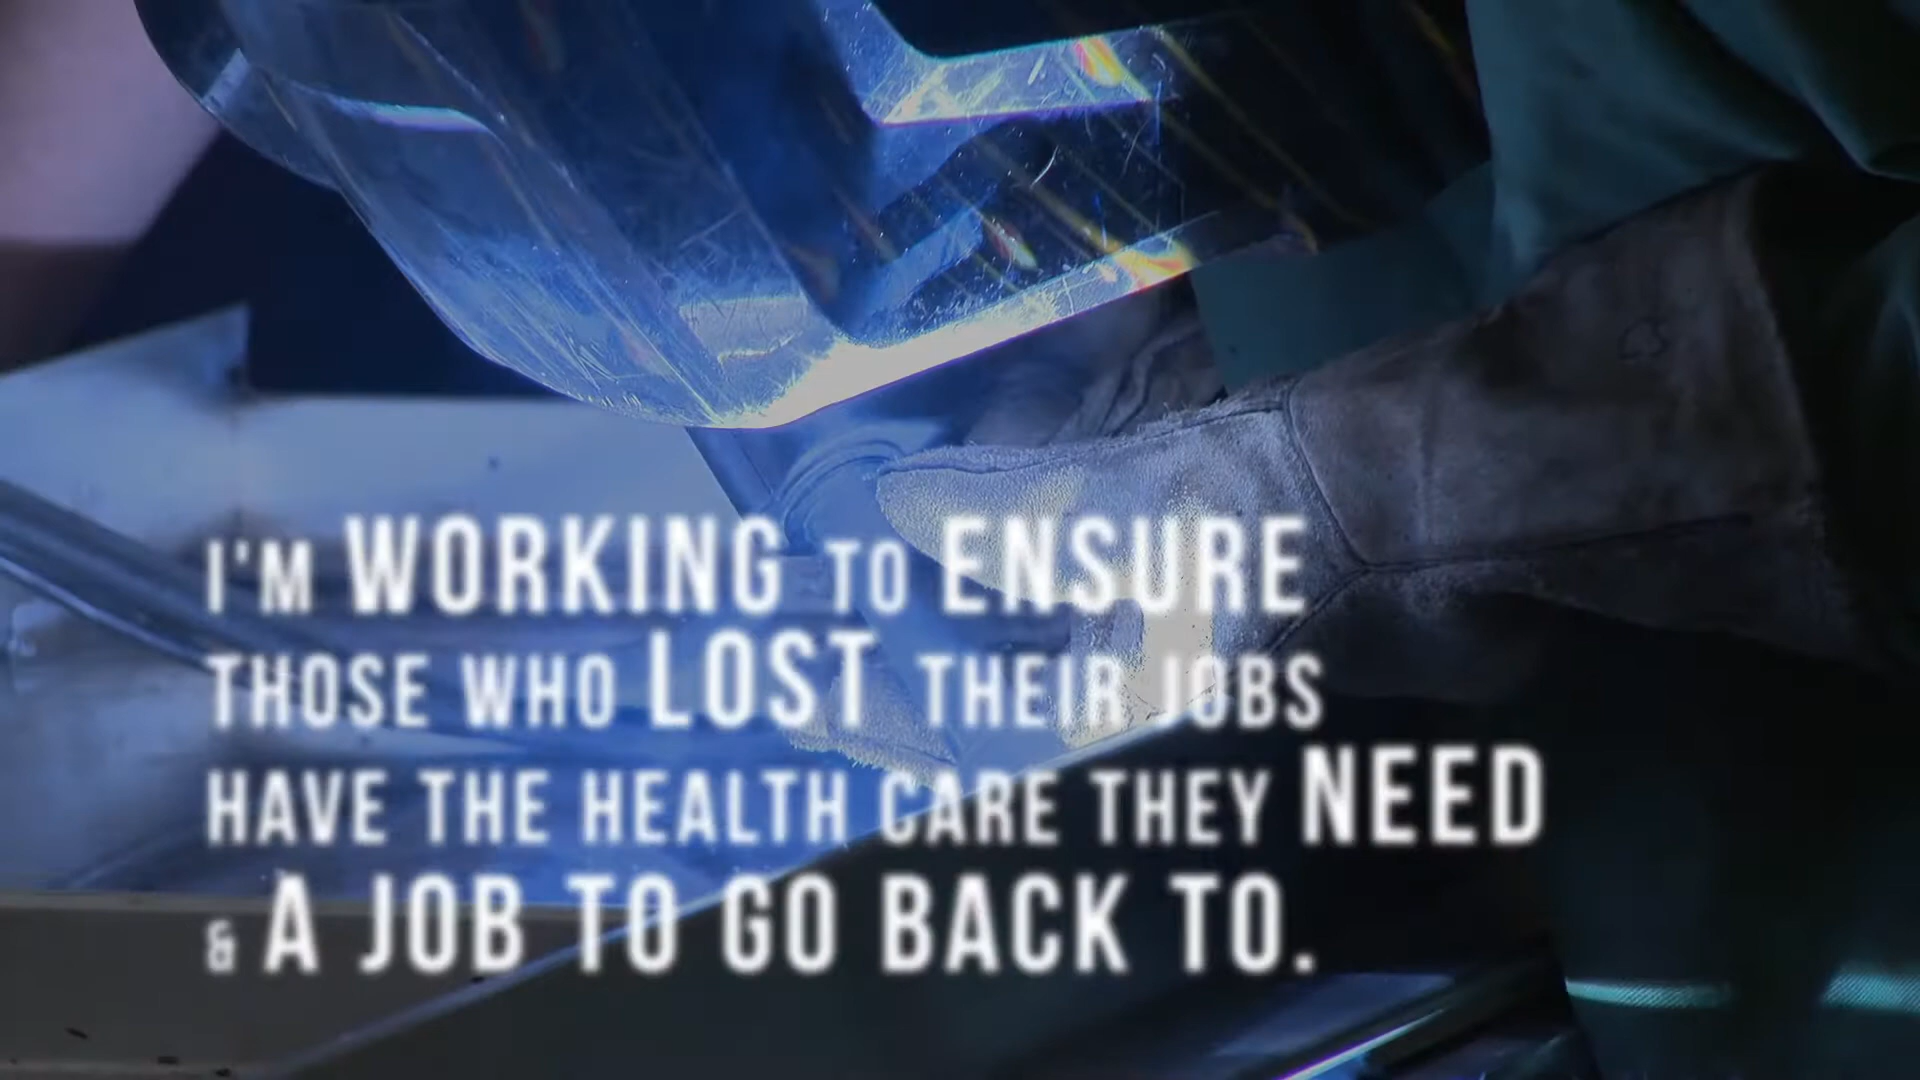 I'M WORKING TO ENSURE
THOSE WHO LOST THEIR JOBS
HAVE THE HEALTH CARE THEY NEED
& A JOB TO GO BACK TO.